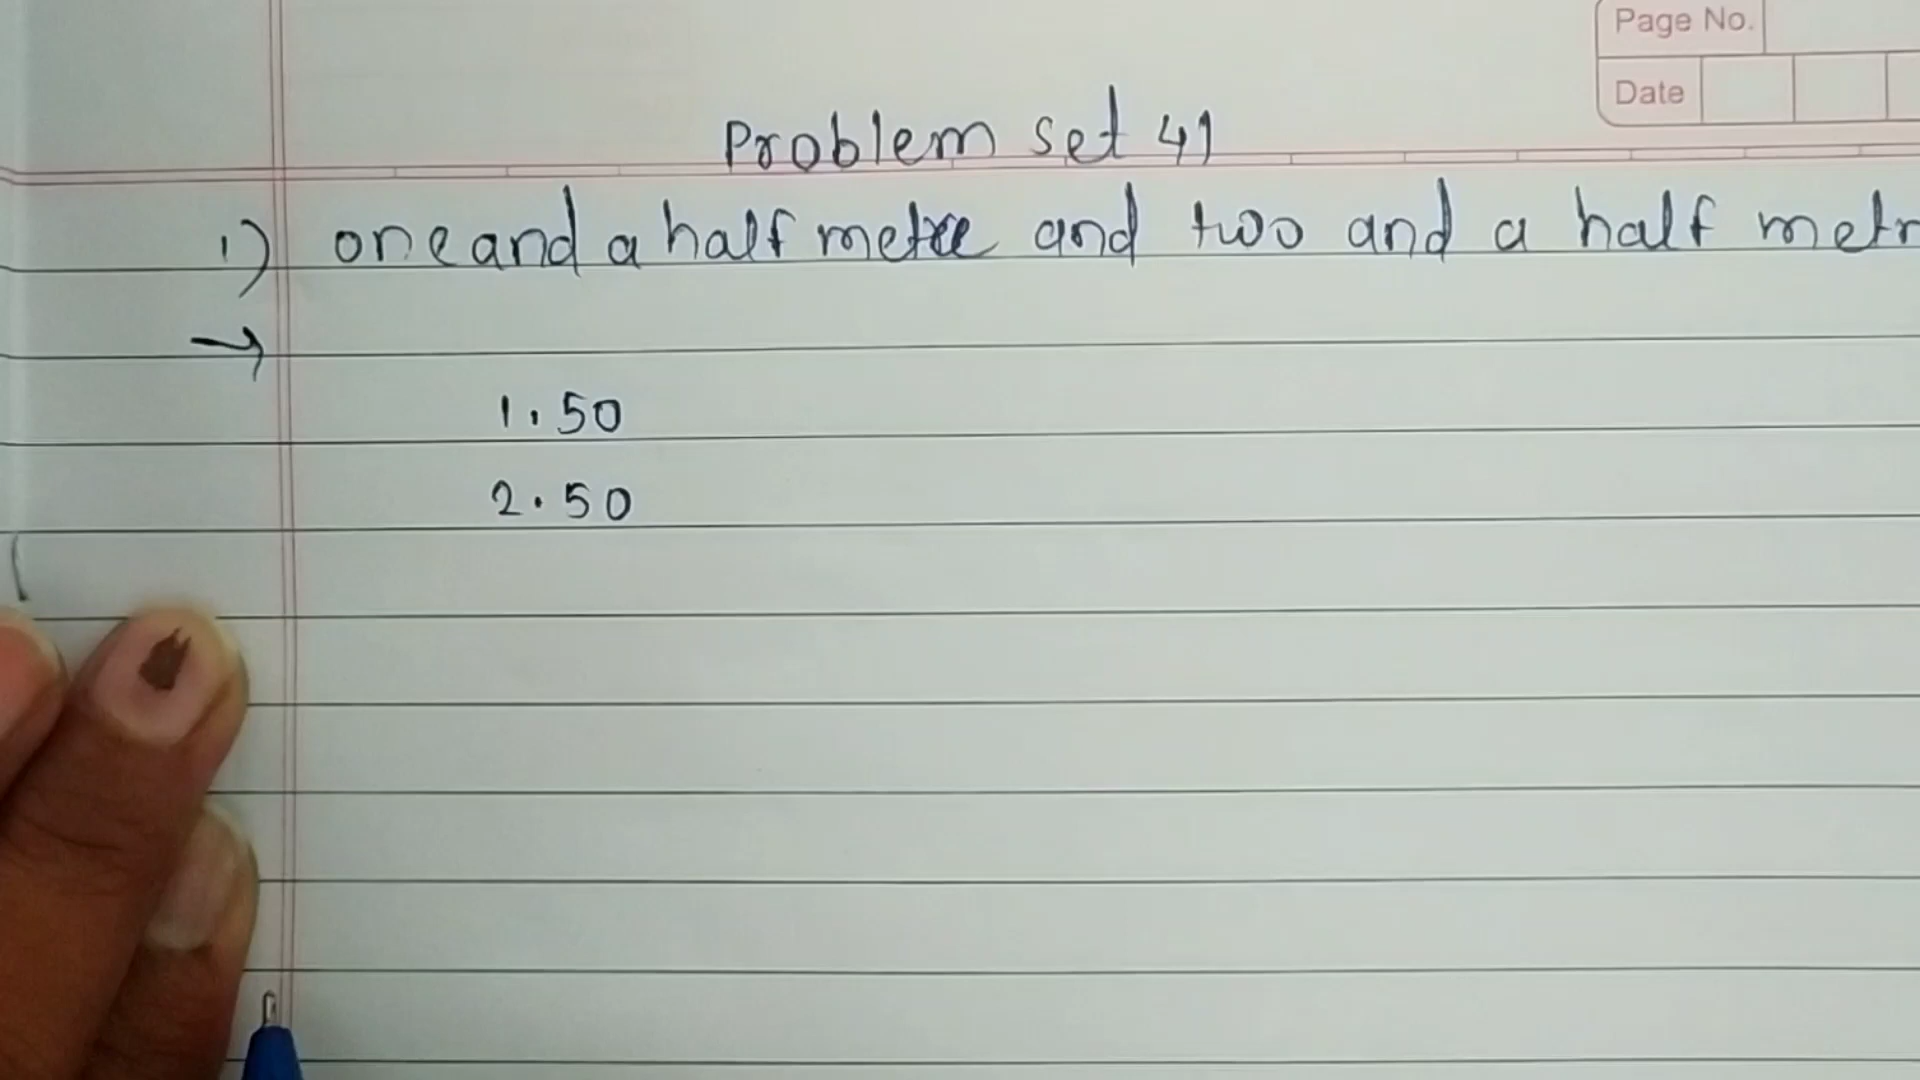 Page No.
Date
Problem set 41
1) one and a half metre and two and a half metr
→
1.50
2.50